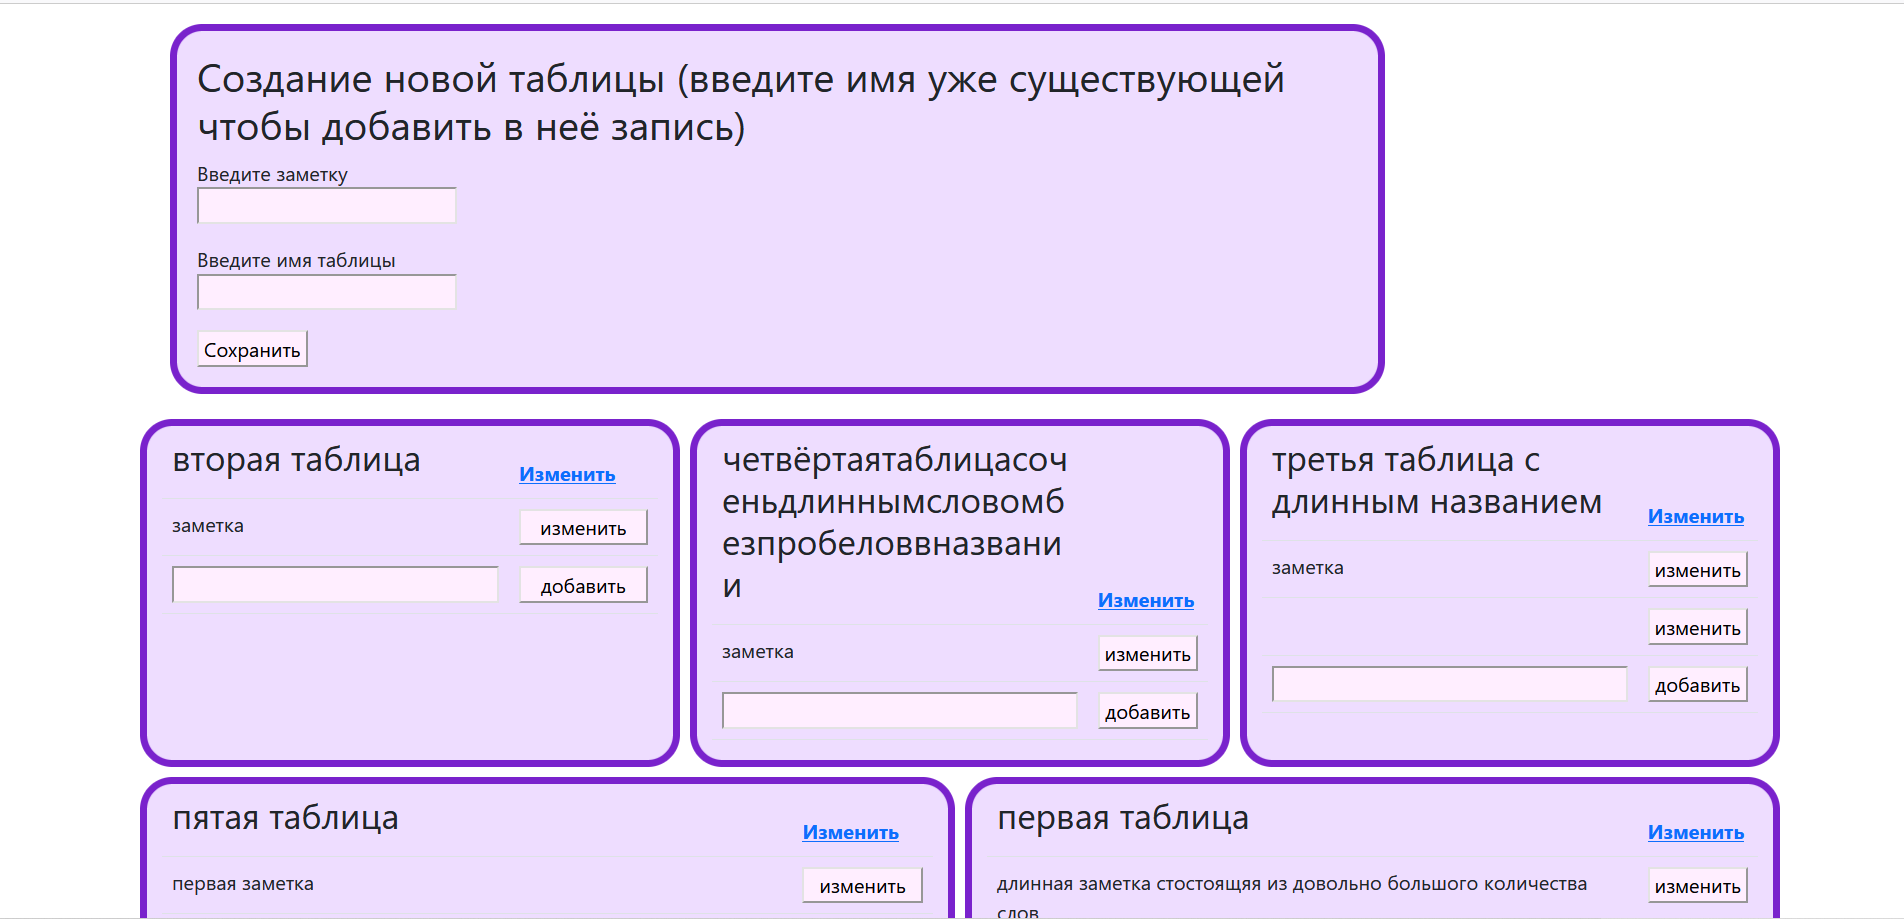 Создание новой таблицы (введите имя уже существующей
чтобы добавить в неё запись)
Введите заметку
Введите имя таблицы
Сохранить
вторая таблица
Изменить
заметка
изменить
добавить
четвёртаятаблицасоч
еньдлиннымсловомб
езпробеловвназвани
и
Изменить
заметка
изменить
добавить
третья таблица с
длинным названием
Изменить
заметка
изменить
изменить
добавить
пятая таблица
Изменить
первая заметка
изменить
первая таблица
Изменить
длинная заметка стостоящяя из довольно большого количества
слов
изменить